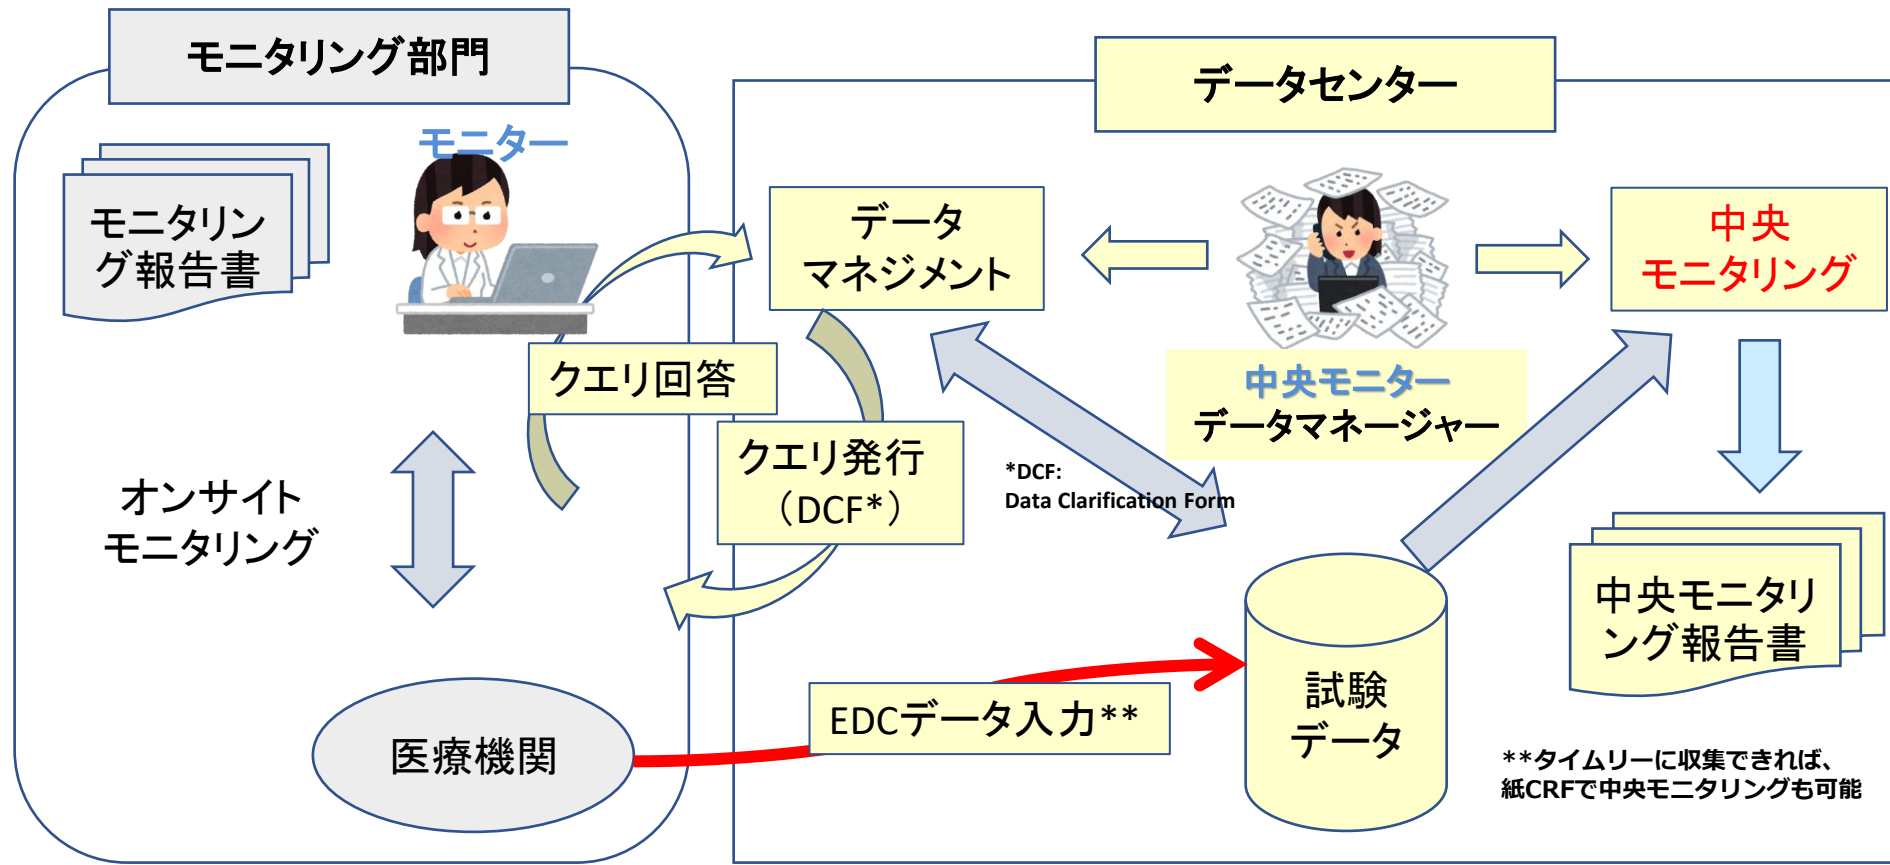 モニタリング部門
データセンター
モニター
モニタリン
グ報告書
データ
マネジメント
中央
モニタリング
クエリ回答
中央モニター
データマネージャー
クエリ発行
（DCF*）
*DCF:
Data Clarification Form
オンサイト
モニタリング
中央モニタリ
ング報告書
EDCデータ入力**
試験
データ
医療機関
**タイムリーに収集できれば、
紙CRFで中央モニタリングも可能